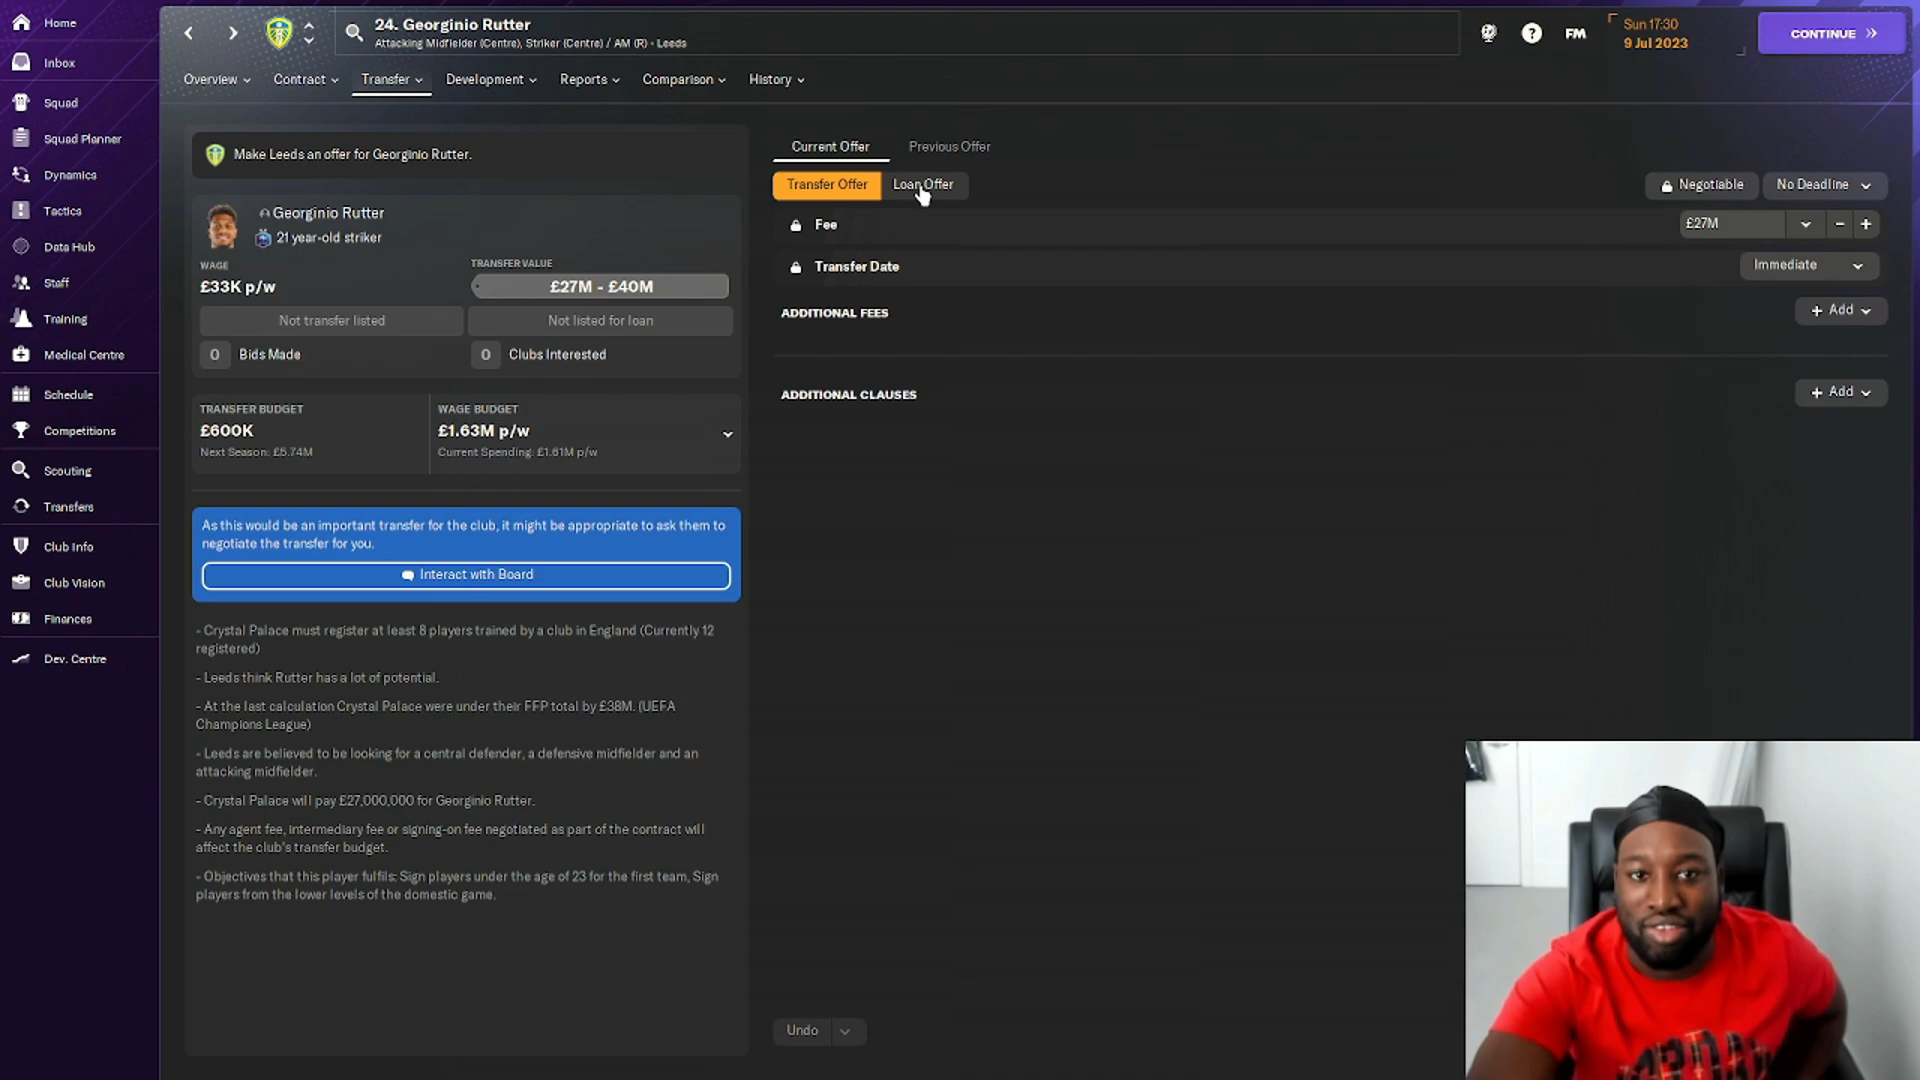 Home
Inbox
Squad
Squad Planner
Dynamics
Tactics
Data Hub
Staff
Training
Medical Centre
Schedule
Competitions
Scouting
Transfers
Club Info
Club Vision
Finances
Dev. Centre
24. Georginio Rutter
Attacking Midfielder (Centre), Striker (Centre) / AM (R) - Leeds
FM
Sun 17:30
9 Jul 2023
CONTINUE
Overview
Contract
Transfer
Development
Reports
Comparison
History
Make Leeds an offer for Georginio Rutter.
Georginio Rutter
21 year-old striker
WAGE
£33K p/w
TRANSFER VALUE
£27M - £40M
Not transfer listed
Not listed for loan
0 Bids Made
0 Clubs Interested
TRANSFER BUDGET
£600K
Next Season: £5.74M
WAGE BUDGET
£1.63M p/w
Current Spending: £1.61M p/w
As this would be an important transfer for the club, it might be appropriate to ask them to
negotiate the transfer for you.
Interact with Board
- Crystal Palace must register at least 8 players trained by a club in England (Currently 12
registered)
- Leeds think Rutter has a lot of potential.
- At the last calculation Crystal Palace were under their FFP total by £38M. (UEFA
Champions League)
- Leeds are believed to be looking for a central defender, a defensive midfielder and an
attacking midfielder.
- Crystal Palace will pay £27,000,000 for Georginio Rutter.
- Any agent fee, intermediary fee or signing-on fee negotiated as part of the contract will
affect the club's transfer budget.
- Objectives that this player fulfils: Sign players under the age of 23 for the first team, Sign
players from the lower levels of the domestic game.
Current Offer
Previous Offer
Transfer Offer
Loan Offer
Negotiable
No Deadline
Fee
£27M
Transfer Date
Immediate
ADDITIONAL FEES
+ Add
ADDITIONAL CLAUSES
+ Add
Undo